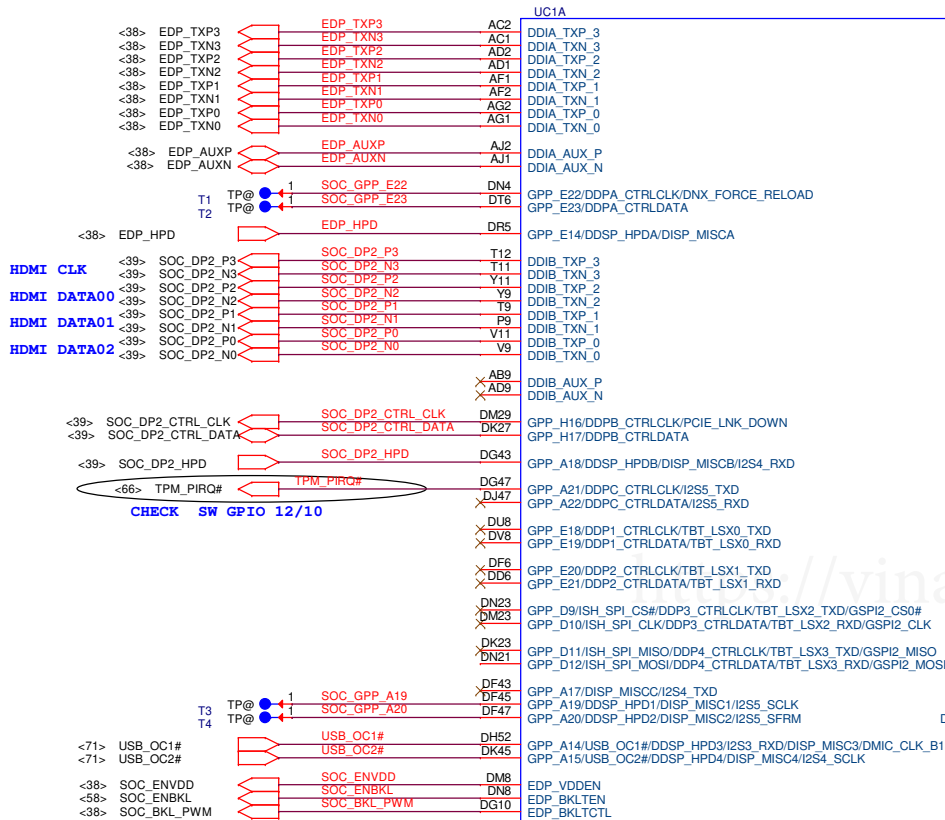 UC1A
<38> EDP_TXP3 EDP_TXP3 AC2 DDIA_TXP_3
<38> EDP_TXN3 EDP_TXN3 AC1 DDIA_TXN_3
<38> EDP_TXP2 EDP_TXP2 AD2 DDIA_TXP_2
<38> EDP_TXN2 EDP_TXN2 AD1 DDIA_TXN_2
<38> EDP_TXP1 EDP_TXP1 AF1 DDIA_TXP_1
<38> EDP_TXN1 EDP_TXN1 AF2 DDIA_TXN_1
<38> EDP_TXP0 EDP_TXP0 AG2 DDIA_TXP_0
<38> EDP_TXN0 EDP_TXN0 AG1 DDIA_TXN_0
<38> EDP_AUXP EDP_AUXP AJ2 DDIA_AUX_P
<38> EDP_AUXN EDP_AUXN AJ1 DDIA_AUX_N
T1 TP@ 1 SOC_GPP_E22 DN4 GPP_E22/DDPA_CTRLCLK/DNX_FORCE_RELOAD
T2 TP@ 1 SOC_GPP_E23 DT6 GPP_E23/DDPA_CTRLDATA
<38> EDP_HPD EDP_HPD DR5 GPP_E14/DDSP_HPDA/DISP_MISCA
<39> SOC_DP2_P3 SOC_DP2_P3 T12 DDIB_TXP_3
HDMI CLK <39> SOC_DP2_N3 SOC_DP2_N3 T11 DDIB_TXN_3
<39> SOC_DP2_P2 SOC_DP2_P2 Y11 DDIB_TXP_2
HDMI DATA00 <39> SOC_DP2_N2 SOC_DP2_N2 Y9 DDIB_TXN_2
<39> SOC_DP2_P1 SOC_DP2_P1 T9 DDIB_TXP_1
HDMI DATA01 <39> SOC_DP2_N1 SOC_DP2_N1 P9 DDIB_TXN_1
<39> SOC_DP2_P0 SOC_DP2_P0 V11 DDIB_TXP_0
HDMI DATA02 <39> SOC_DP2_N0 SOC_DP2_N0 V9 DDIB_TXN_0
AB9 DDIB_AUX_P
AD9 DDIB_AUX_N
<39> SOC_DP2_CTRL_CLK SOC_DP2_CTRL_CLK DM29 GPP_H16/DDPB_CTRLCLK/PCIE_LNK_DOWN
<39> SOC_DP2_CTRL_DATA SOC_DP2_CTRL_DATA DK27 GPP_H17/DDPB_CTRLDATA
<39> SOC_DP2_HPD SOC_DP2_HPD DG43 GPP_A18/DDSP_HPDB/DISP_MISCB/I2S4_RXD
<66> TPM_PIRQ# TPM_PIRQ# DG47 GPP_A21/DDPC_CTRLCLK/I2S5_TXD
DJ47 GPP_A22/DDPC_CTRLDATA/I2S5_RXD
CHECK SW GPIO 12/10
DU8 GPP_E18/DDP1_CTRLCLK/TBT_LSX0_TXD
DV8 GPP_E19/DDP1_CTRLDATA/TBT_LSX0_RXD
DF6 GPP_E20/DDP2_CTRLCLK/TBT_LSX1_TXD
DD6 GPP_E21/DDP2_CTRLDATA/TBT_LSX1_RXD
https://vina
DN23 GPP_D9/ISH_SPI_CS#/DDP3_CTRLCLK/TBT_LSX2_TXD/GSPI2_CS0#
DM23 GPP_D10/ISH_SPI_CLK/DDP3_CTRLDATA/TBT_LSX2_RXD/GSPI2_CLK
DK23 GPP_D11/ISH_SPI_MISO/DDP4_CTRLCLK/TBT_LSX3_TXD/GSPI2_MISO
DN21 GPP_D12/ISH_SPI_MOSI/DDP4_CTRLDATA/TBT_LSX3_RXD/GSPI2_MOSI
DF43 GPP_A17/DISP_MISCC/I2S4_TXD
T3 TP@ 1 SOC_GPP_A19 DF45 GPP_A19/DDSP_HPD1/DISP_MISC1/I2S5_SCLK
T4 TP@ 1 SOC_GPP_A20 DF47 GPP_A20/DDSP_HPD2/DISP_MISC2/I2S5_SFRM D
<71> USB_OC1# USB_OC1# DH52 GPP_A14/USB_OC1#/DDSP_HPD3/I2S3_RXD/DISP_MISC3/DMIC_CLK_B1
<71> USB_OC2# USB_OC2# DK45 GPP_A15/USB_OC2#/DDSP_HPD4/DISP_MISC4/I2S4_SCLK
<38> SOC_ENVDD SOC_ENVDD DM8 EDP_VDDEN
<58> SOC_ENBKL SOC_ENBKL DN8 EDP_BKLTEN
<38> SOC_BKL_PWM SOC_BKL_PWM DG10 EDP_BKLTCTL